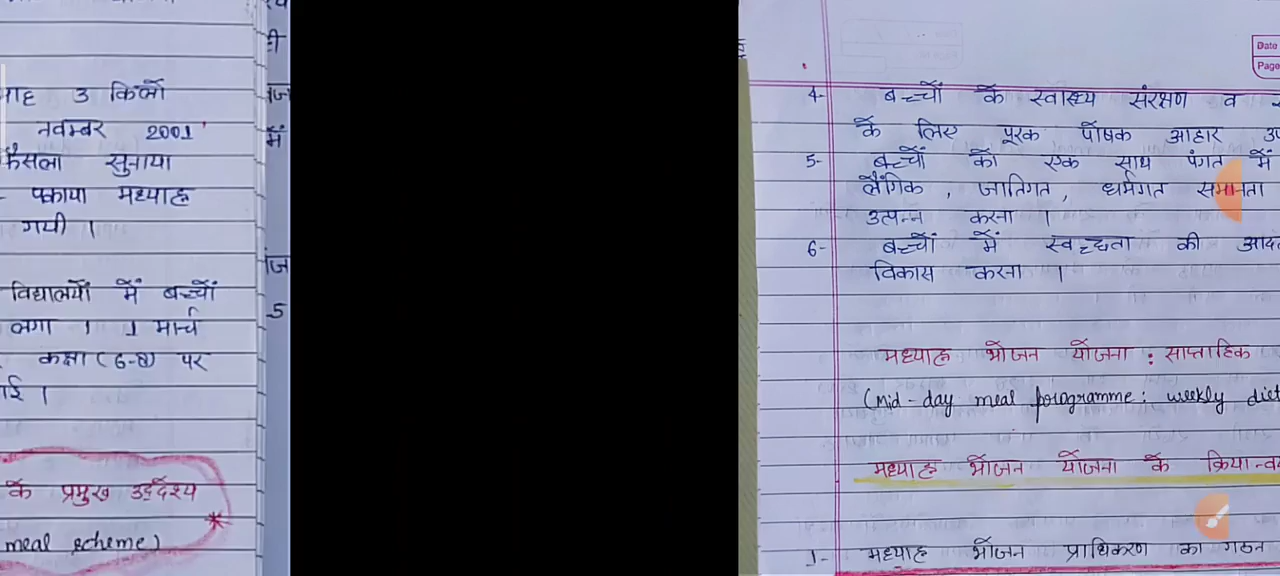 माह 3 किलो
नवम्बर 2001
फैसला सुनाया
पकाया मध्याह्न
गयी ।
विद्यालयों में बच्चों
लगा । 1 मार्च
कक्षा (6-8) पर
के प्रमुख उद्देश्य
meal scheme)
में
5
Date
Page
4- बच्चों के स्वास्थ्य संरक्षण व
के लिए पूरक पोषक आहार
5- बच्चों को एक साथ पंगत में
लैंगिक , जातिगत , धर्मगत समानता
उत्पन्न करना ।
6- बच्चों में स्वच्छता की
विकास करना ।
मध्याह्न भोजन योजना : साप्ताहिक
(Mid-day meal programme: weekly diet
मध्याह्न भोजन योजना के
1- मध्याह्न भोजन प्राधिकरण का गठन